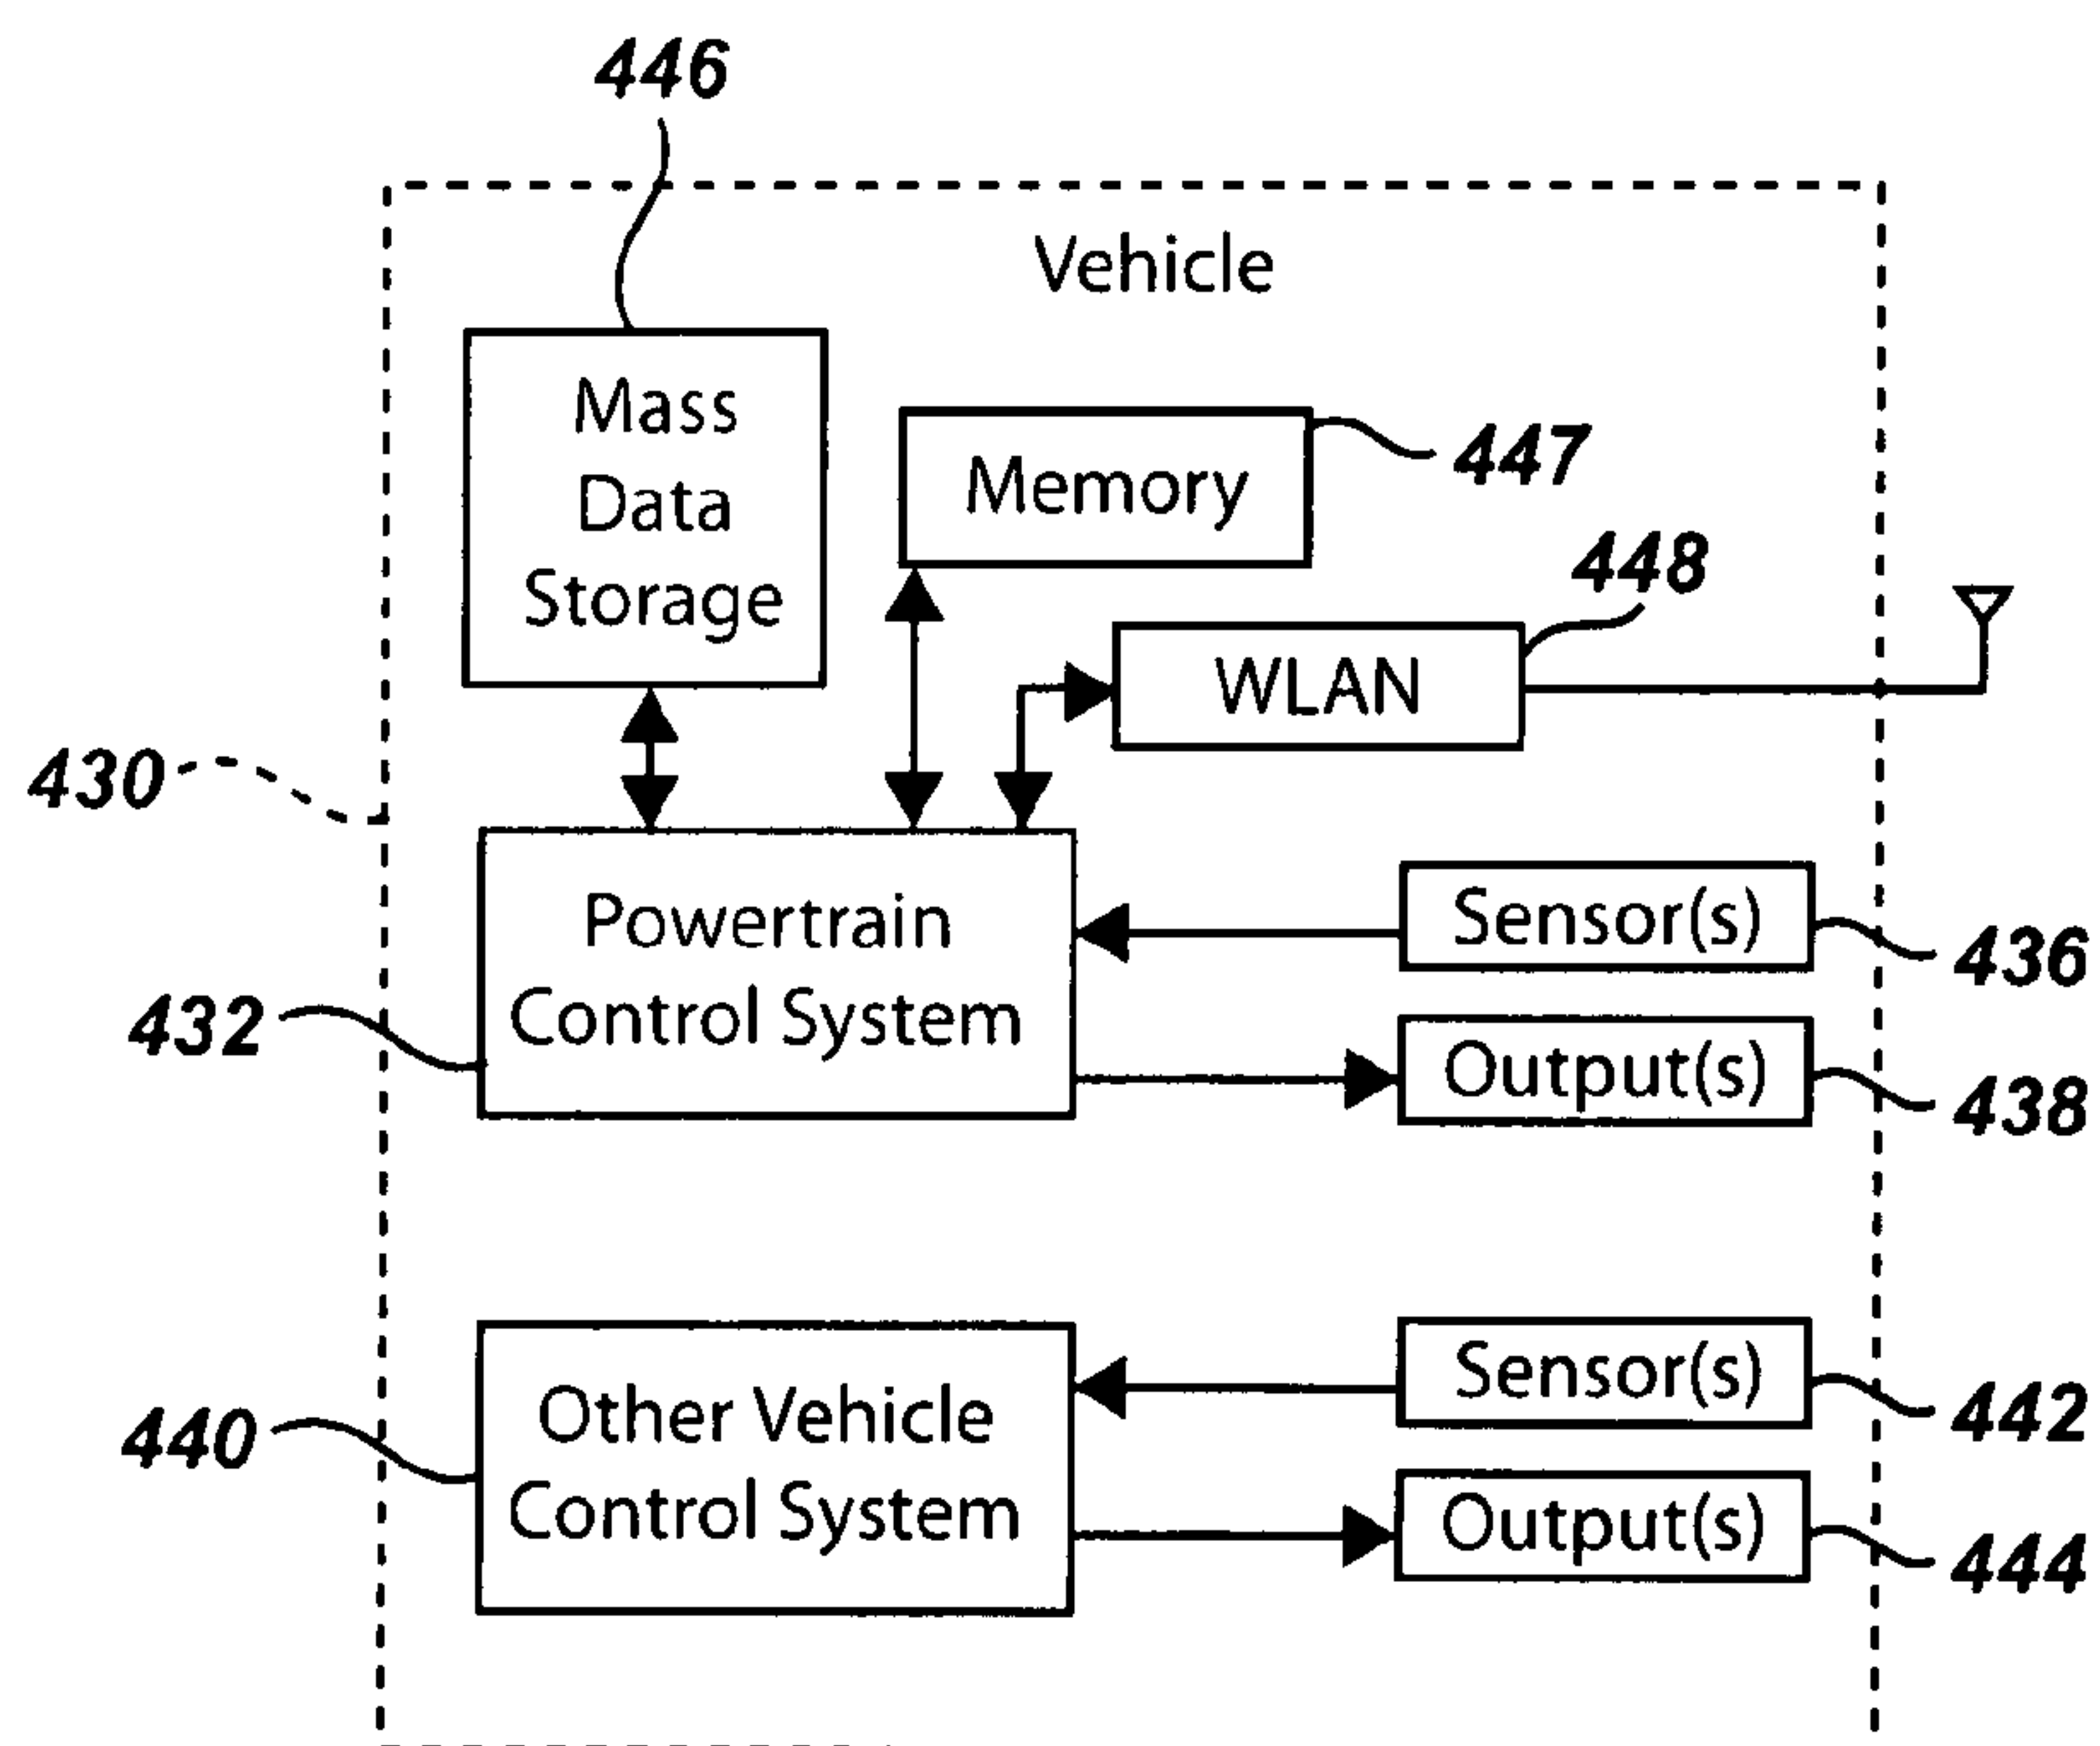 446
Vehicle
Mass
Data
Storage
Memory
447
448
WLAN
430
Powertrain
Control System
432
Sensor(s)
436
Output(s)
438
Other Vehicle
Control System
440
Sensor(s)
442
Output(s)
444